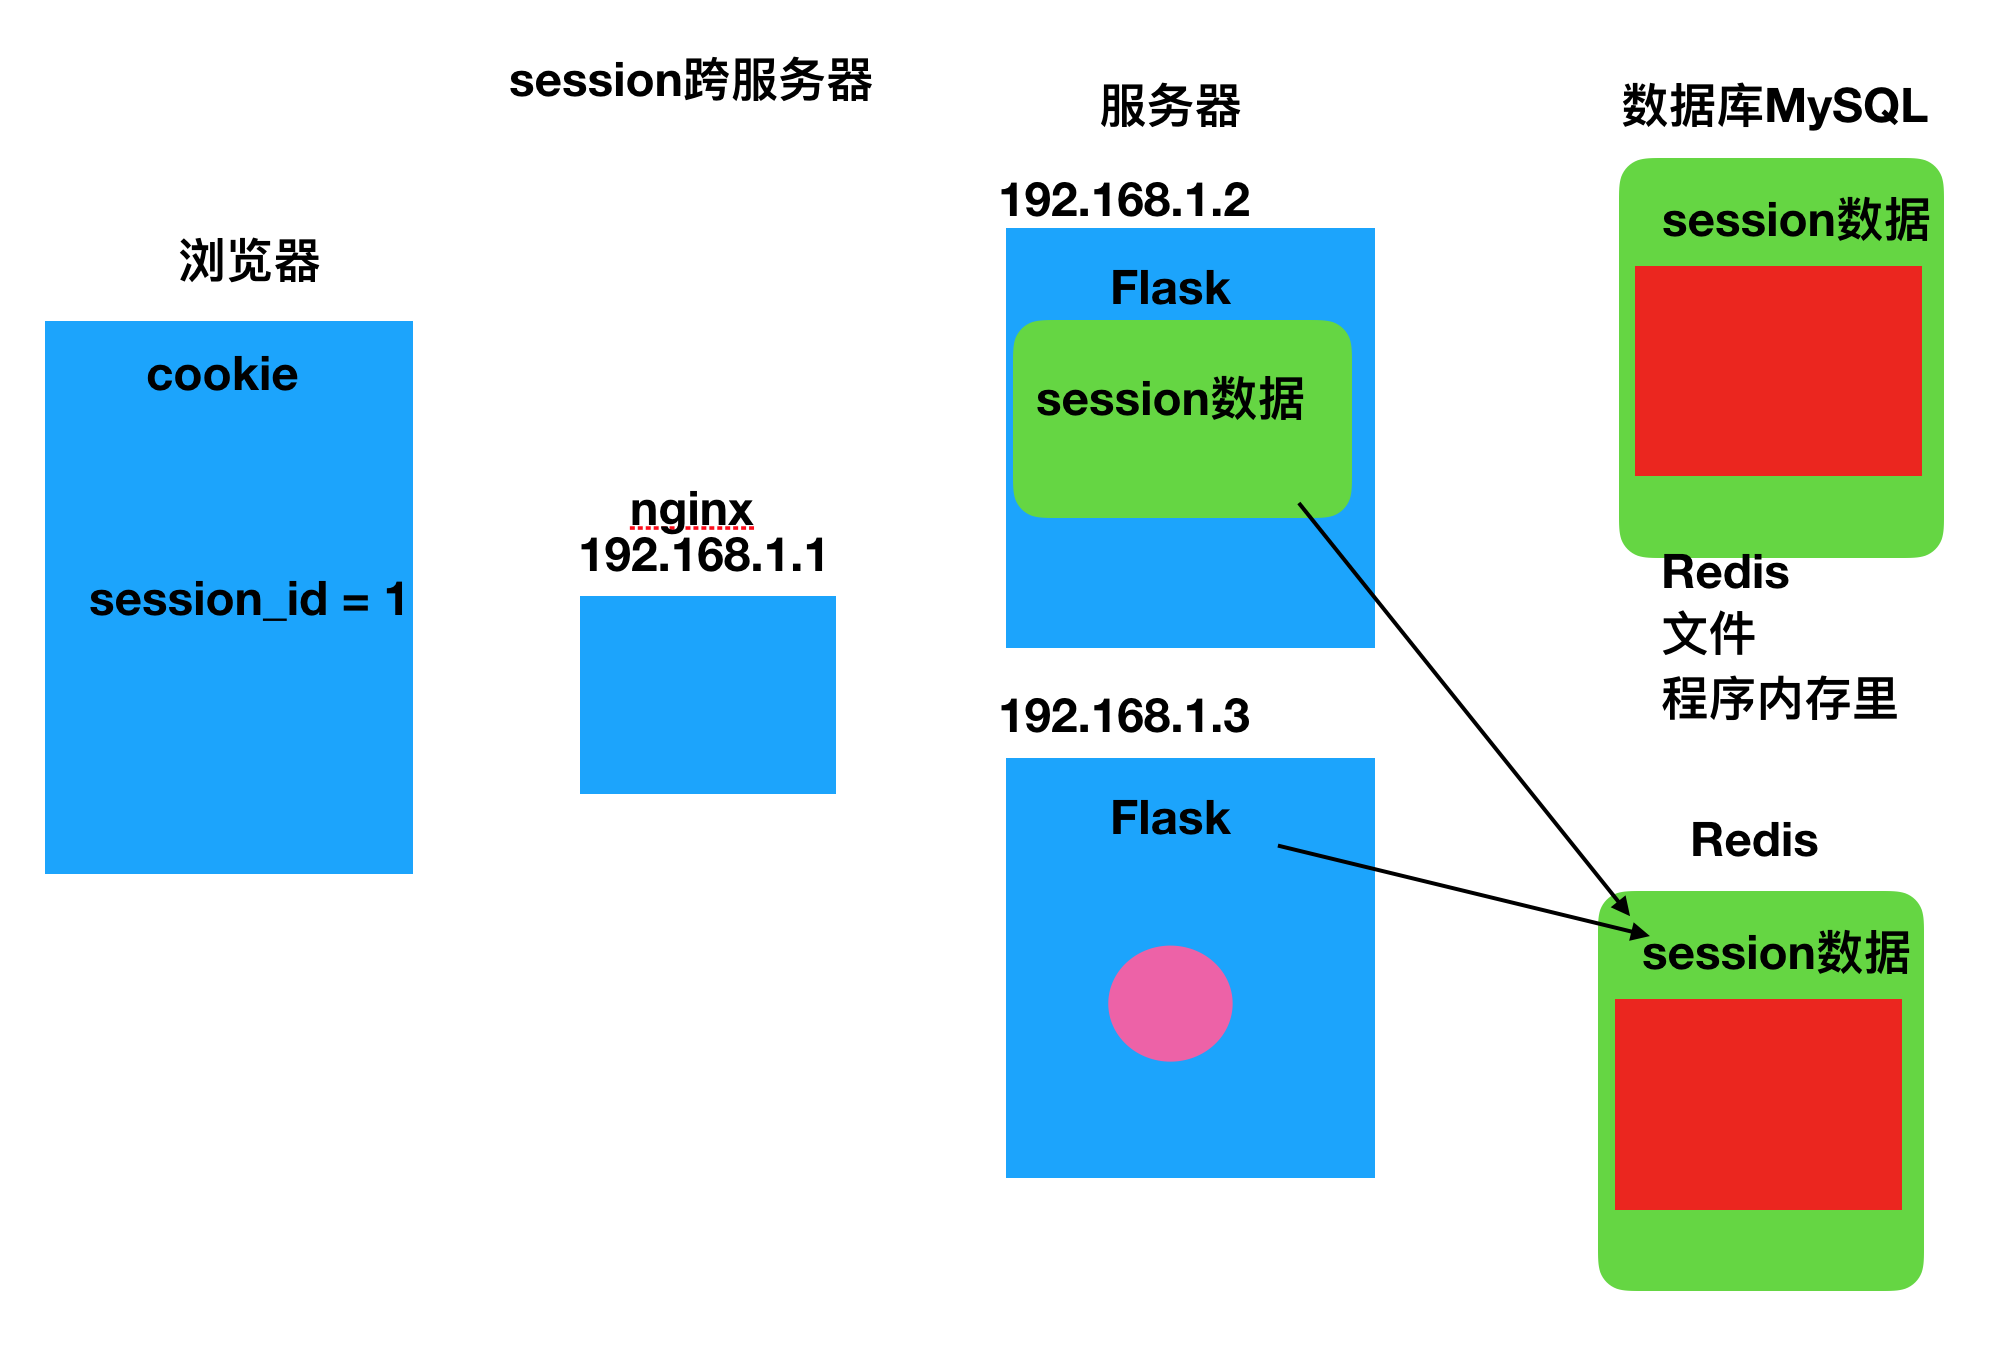 session跨服务器
服务器
数据库MySQL
浏览器
cookie
session_id = 1
nginx
192.168.1.1
192.168.1.2
Flask
session数据
192.168.1.3
Flask
session数据
Redis
文件
程序内存里
Redis
session数据